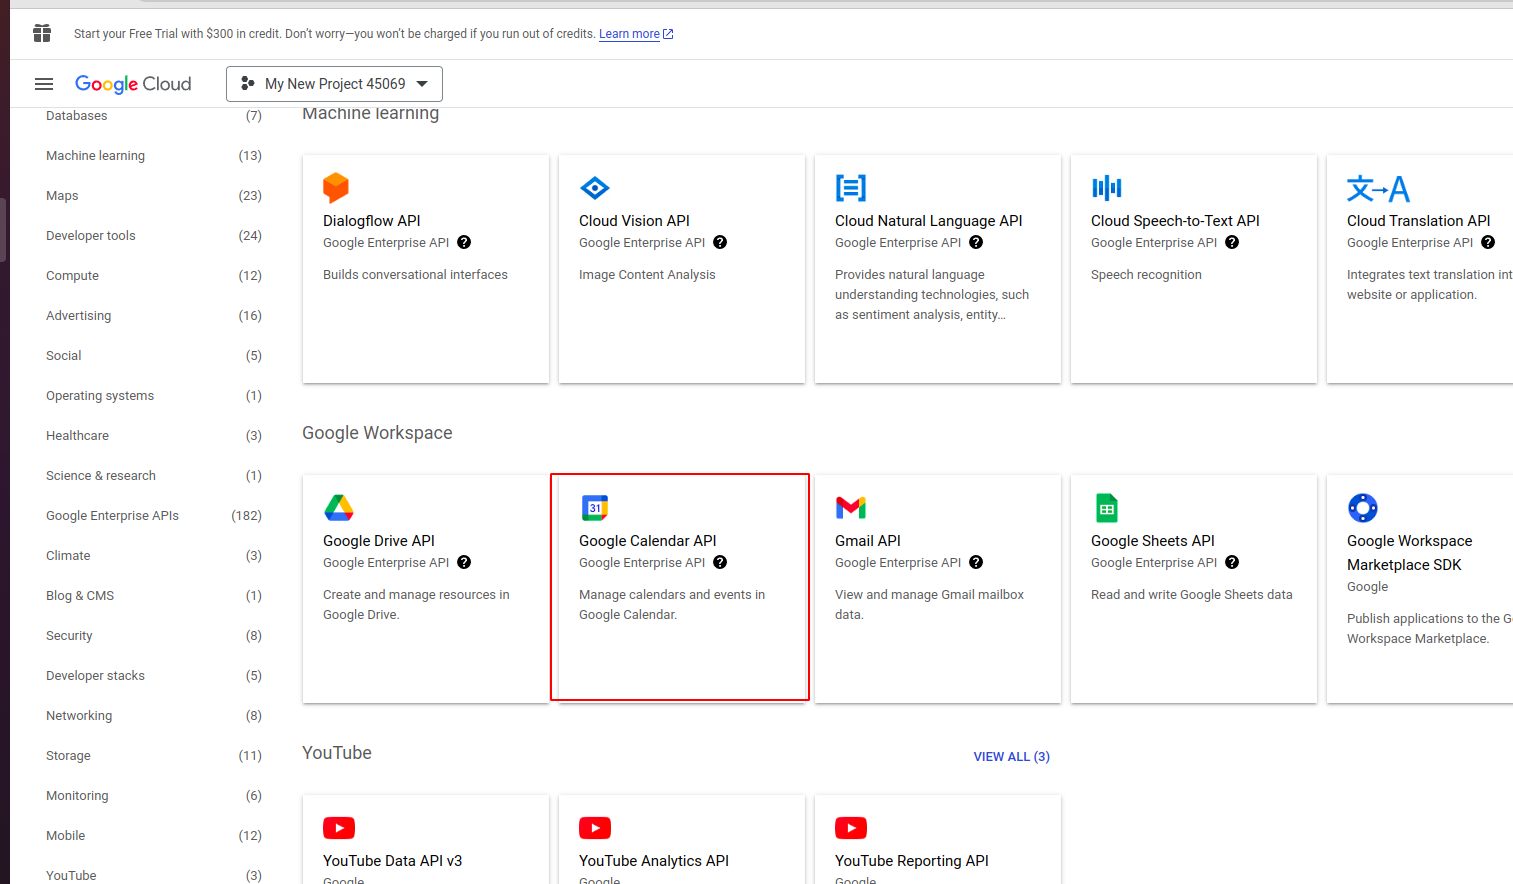 Start your Free Trial with $300 in credit. Don't worry—you won't be charged if you run out of credits. Learn more
Google Cloud
My New Project 45069
Databases (7)
Machine learning (13)
Maps (23)
Developer tools (24)
Compute (12)
Advertising (16)
Social (5)
Operating systems (1)
Healthcare (3)
Science & research (1)
Google Enterprise APIs (182)
Climate (3)
Blog & CMS (1)
Security (8)
Developer stacks (5)
Networking (8)
Storage (11)
Monitoring (6)
Mobile (12)
YouTube (3)
Machine learning
Dialogflow API
Google Enterprise API
Builds conversational interfaces
Cloud Vision API
Google Enterprise API
Image Content Analysis
Cloud Natural Language API
Google Enterprise API
Provides natural language
understanding technologies, such
as sentiment analysis, entity…
Cloud Speech-to-Text API
Google Enterprise API
Speech recognition
文→A
Cloud Translation API
Google Enterprise API
Integrates text translation int
website or application.
Google Workspace
Google Drive API
Google Enterprise API
Create and manage resources in
Google Drive.
31
Google Calendar API
Google Enterprise API
Manage calendars and events in
Google Calendar.
Gmail API
Google Enterprise API
View and manage Gmail mailbox
data.
Google Sheets API
Google Enterprise API
Read and write Google Sheets data
Google Workspace
Marketplace SDK
Google
Publish applications to the G
Workspace Marketplace.
YouTube
VIEW ALL (3)
YouTube Data API v3
Google
YouTube Analytics API
Google
YouTube Reporting API
Google